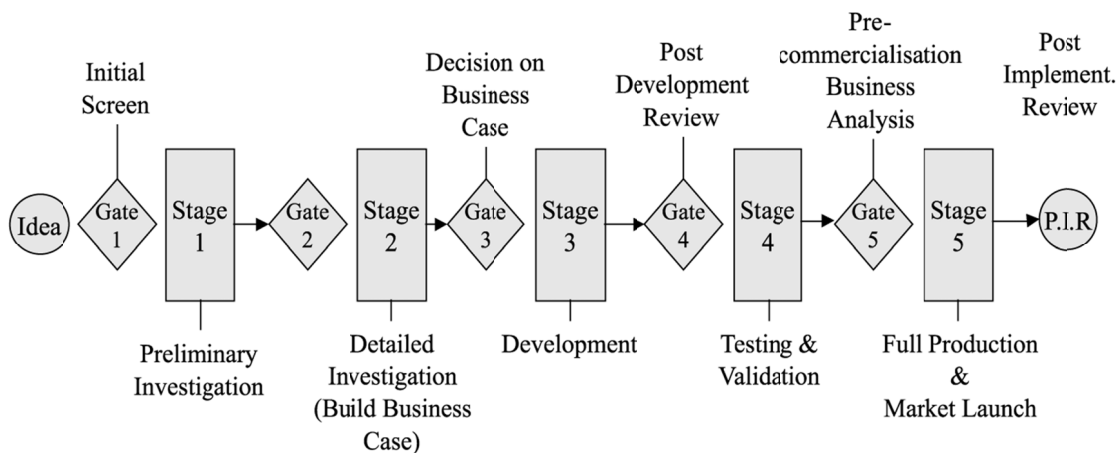 Initial
Screen
Decision on
Business
Case
Post
Development
Review
Pre-
commercialisation
Business
Analysis
Post
Implement.
Review
Idea
Gate
1
Stage
1
Gate
2
Stage
2
Gate
3
Stage
3
Gate
4
Stage
4
Gate
5
Stage
5
P.I.R
Preliminary
Investigation
Detailed
Investigation
(Build Business
Case)
Development
Testing &
Validation
Full Production
&
Market Launch